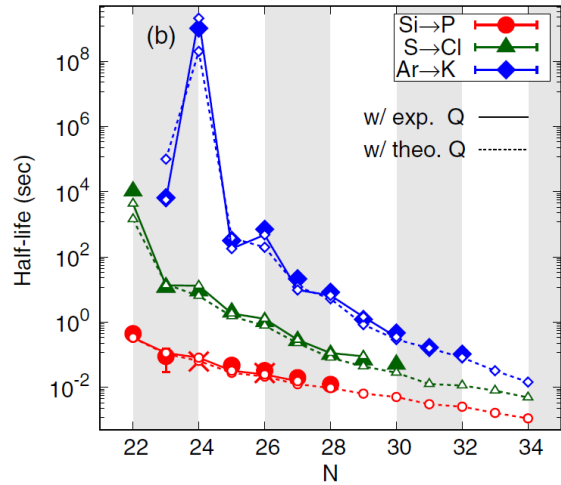 (b)
Si→P
S→Cl
Ar→K
w/ exp. Q
w/ theo. Q
Half-life (sec)
10^8
10^6
10^4
10^2
10^0
10^-2
22 24 26 28 30 32 34
N